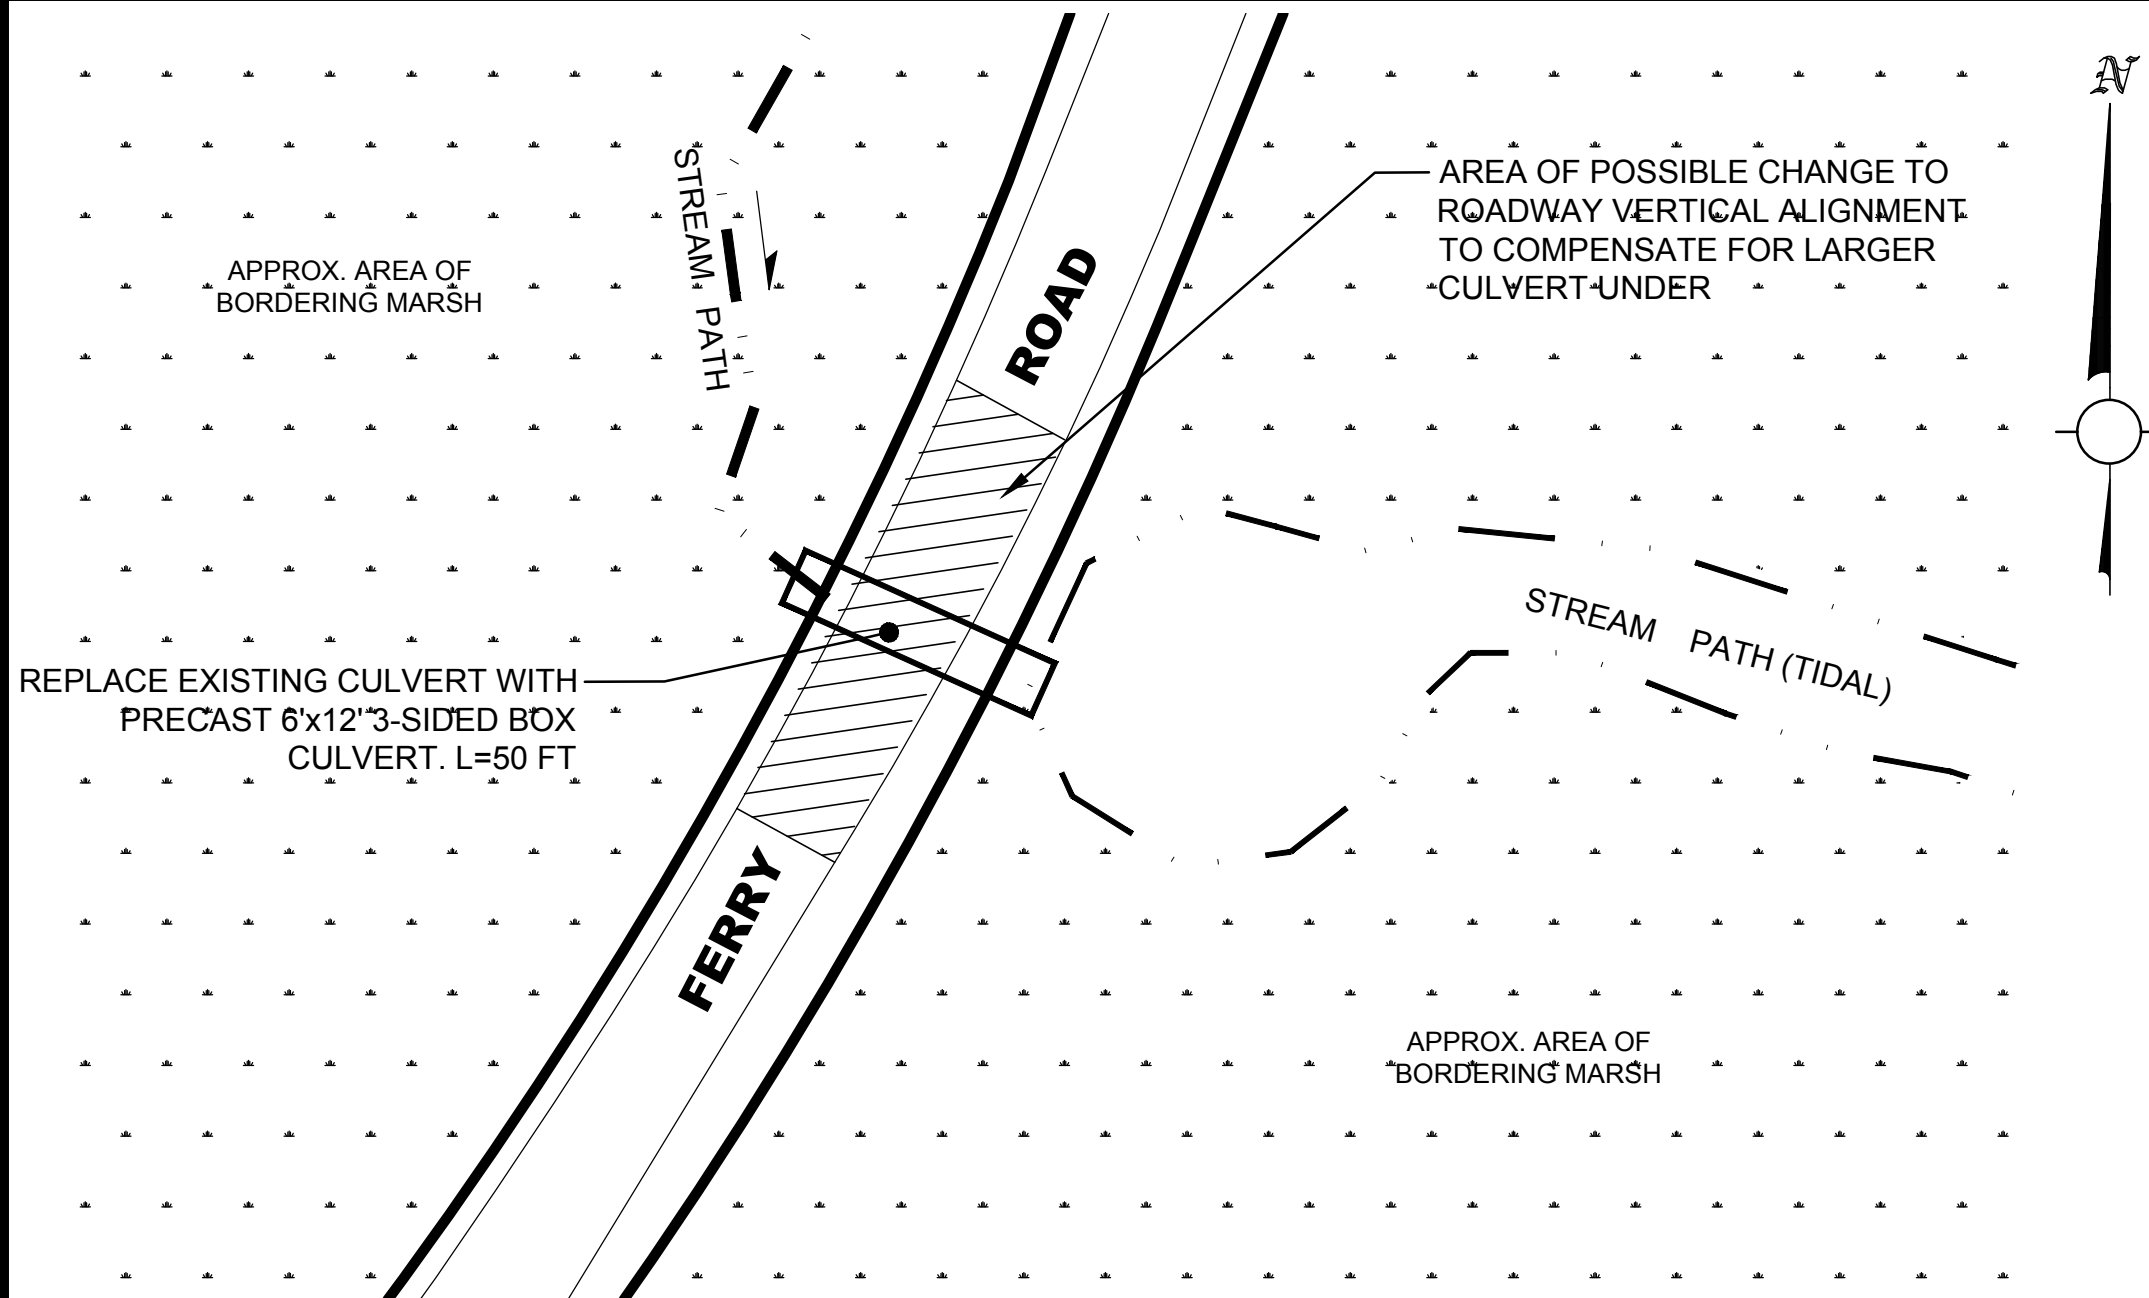 N
STREAM PATH
AREA OF POSSIBLE CHANGE TO
ROADWAY VERTICAL ALIGNMENT
TO COMPENSATE FOR LARGER
CULVERT UNDER
APPROX. AREA OF
BORDERING MARSH
ROAD
STREAM PATH (TIDAL)
REPLACE EXISTING CULVERT WITH
PRECAST 6'x12' 3-SIDED BOX
CULVERT. L=50 FT
FERRY
APPROX. AREA OF
BORDERING MARSH